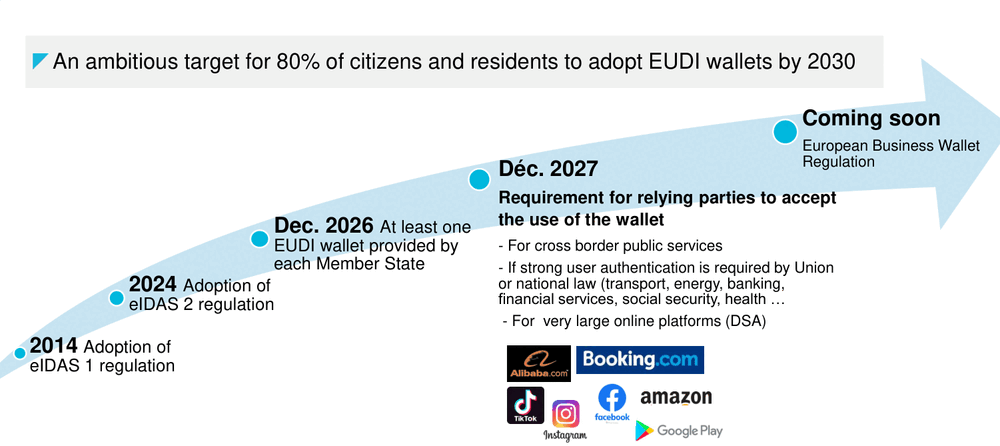 An ambitious target for 80% of citizens and residents to adopt EUDI wallets by 2030
Coming soon
European Business Wallet
Regulation
Déc. 2027
Requirement for relying parties to accept
the use of the wallet
- For cross border public services
- If strong user authentication is required by Union
or national law (transport, energy, banking,
financial services, social security, health …
- For very large online platforms (DSA)
Dec. 2026 At least one
EUDI wallet provided by
each Member State
2024 Adoption of
eIDAS 2 regulation
2014 Adoption of
eIDAS 1 regulation
Alibaba.com
Booking.com
TikTok
Instagram
facebook
amazon
Google Play